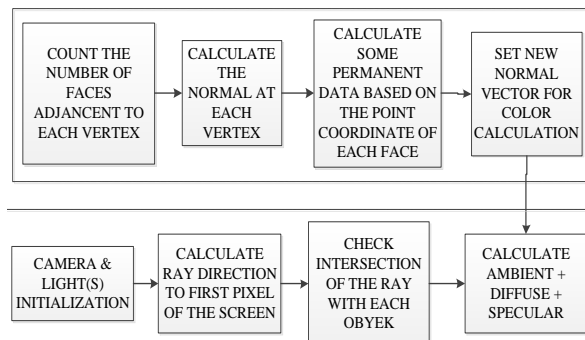 COUNT THE
NUMBER OF
FACES
ADJANCENT TO
EACH VERTEX
CALCULATE
THE
NORMAL AT
EACH
VERTEX
CALCULATE
SOME
PERMANENT
DATA BASED ON
THE POINT
COORDINATE OF
EACH FACE
SET NEW
NORMAL
VECTOR FOR
COLOR
CALCULATION
CAMERA &
LIGHT(S)
INITIALIZATION
CALCULATE
RAY DIRECTION
TO FIRST PIXEL
OF THE SCREEN
CHECK
INTERSECTION
OF THE RAY
WITH EACH
OBYEK
CALCULATE
AMBIENT +
DIFFUSE +
SPECULAR